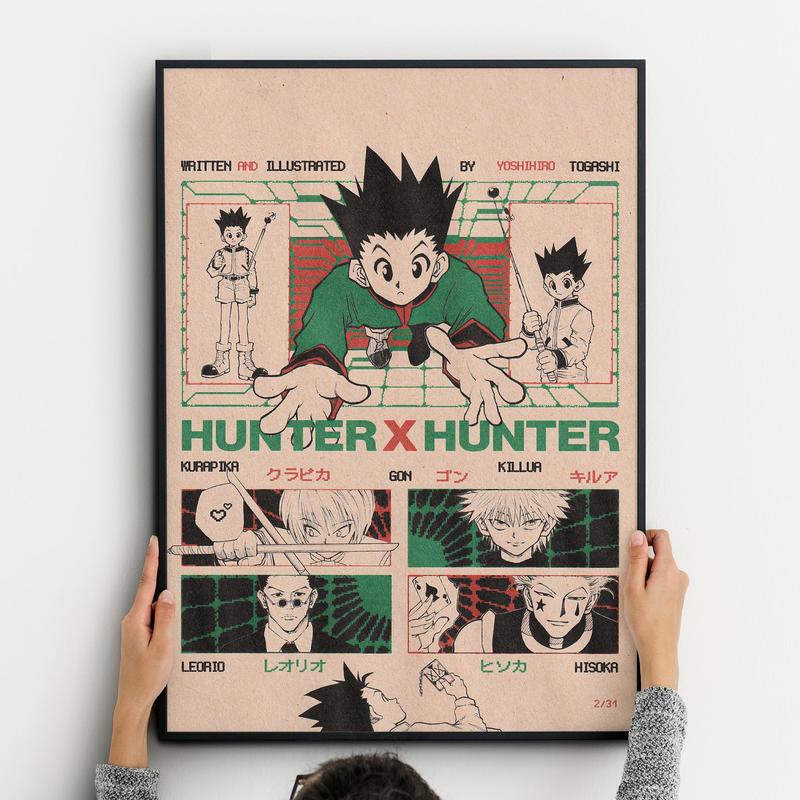 WRITTEN AND ILLUSTRATED BY YOSHIHIRO TOGASHI
HUNTER X HUNTER
KURAPIKA クラピカ GON ゴン KILLUA キルア
LEORIO レオリオ ヒソカ HISOKA
2/31